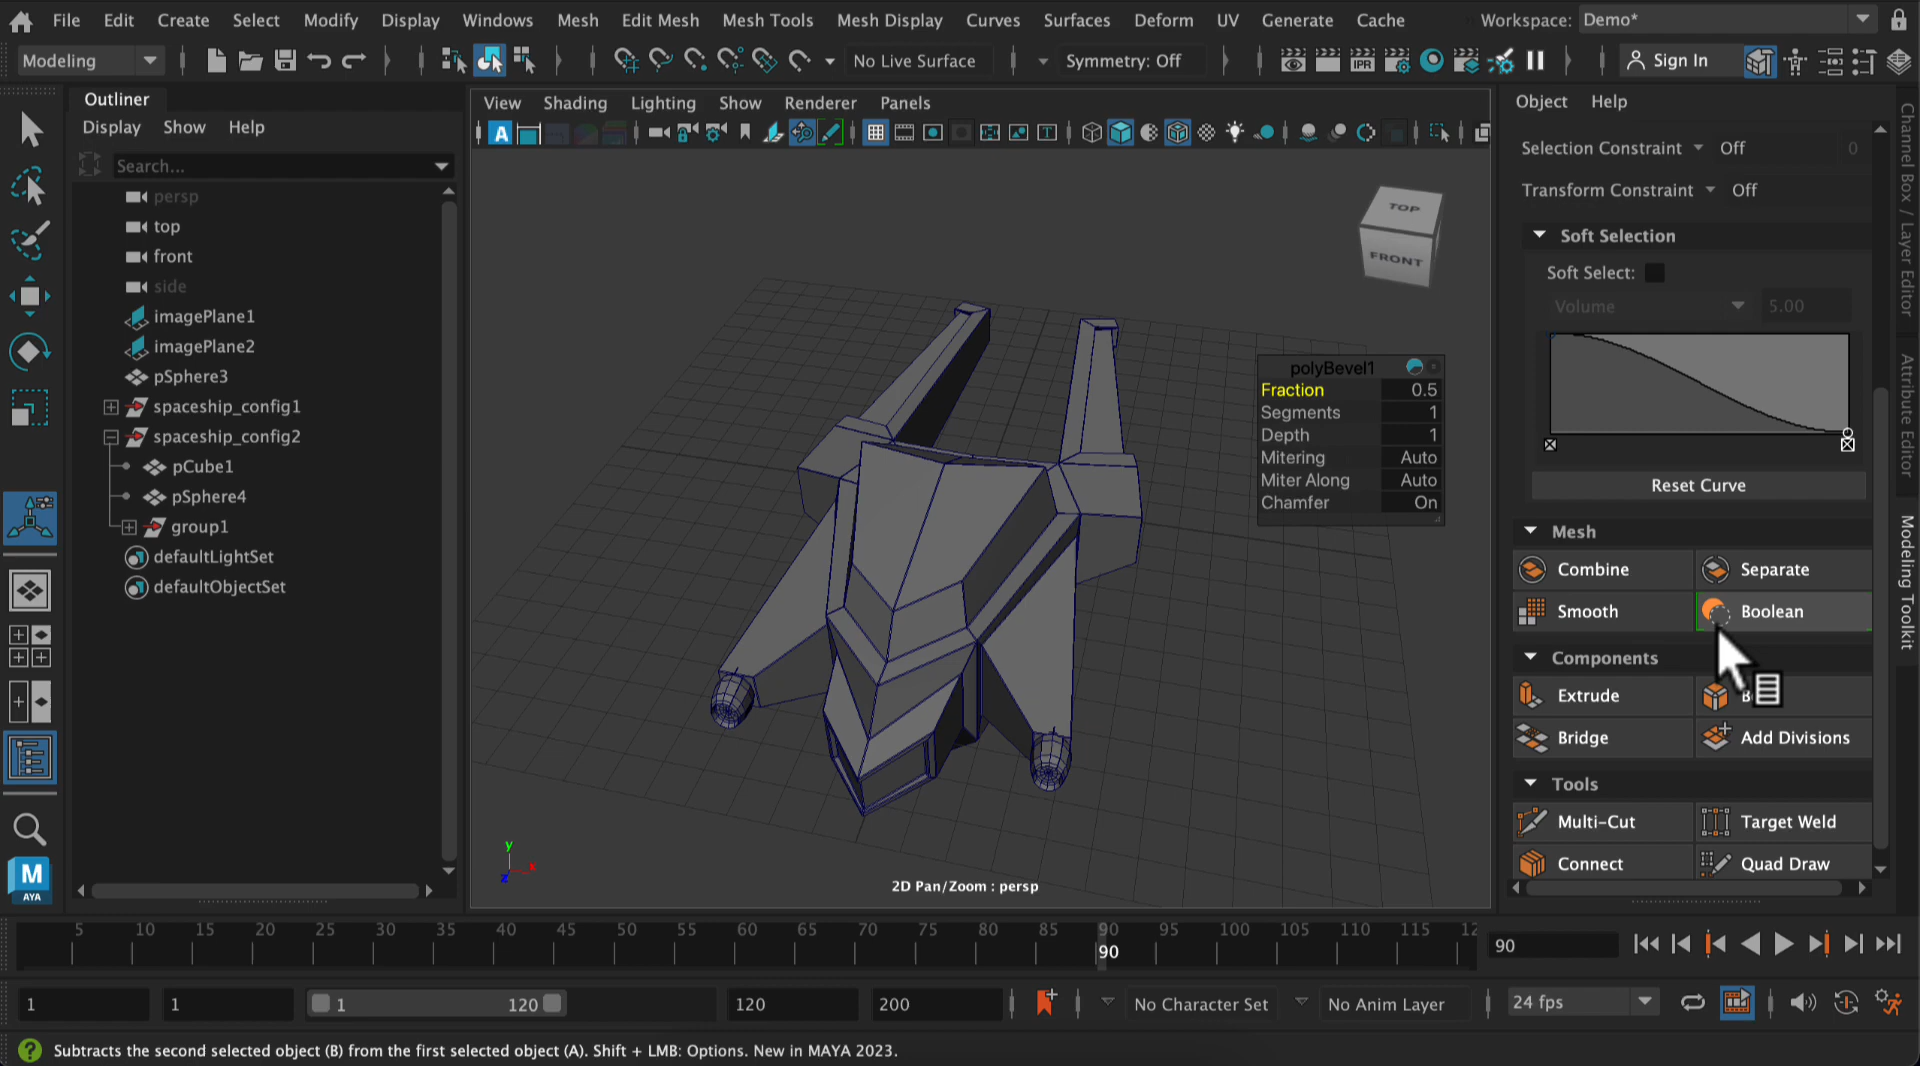 File Edit Create Select Modify Display Windows Mesh Edit Mesh Mesh Tools Mesh Display Curves Surfaces Deform UV Generate Cache Workspace: Demo*
Modeling No Live Surface Symmetry: Off IPR Sign In
Outliner
Display Show Help
Search...
persp
top
front
side
imagePlane1
imagePlane2
pSphere3
spaceship_config1
spaceship_config2
pCube1
pSphere4
group1
defaultLightSet
defaultObjectSet
M
AYA
View Shading Lighting Show Renderer Panels
A T
TOP
FRONT
polyBevel1
Fraction 0.5
Segments 1
Depth 1
Mitering Auto
Miter Along Auto
Chamfer On
y
x
z
2D Pan/Zoom : persp
Object Help
Selection Constraint Off 0
Transform Constraint Off
Soft Selection
Soft Select:
Volume 5.00
Reset Curve
Mesh
Combine Separate
Smooth Boolean
Components
Extrude
Bridge Add Divisions
Tools
Multi-Cut Target Weld
Connect Quad Draw
Channel Box / Layer Editor
Attribute Editor
Modeling Toolkit
5 10 15 20 25 30 35 40 45 50 55 60 65 70 75 80 85 90 95 100 105 110 115 12
90 90
1 1 1 120 120 200 No Character Set No Anim Layer 24 fps
? Subtracts the second selected object (B) from the first selected object (A). Shift + LMB: Options. New in MAYA 2023.